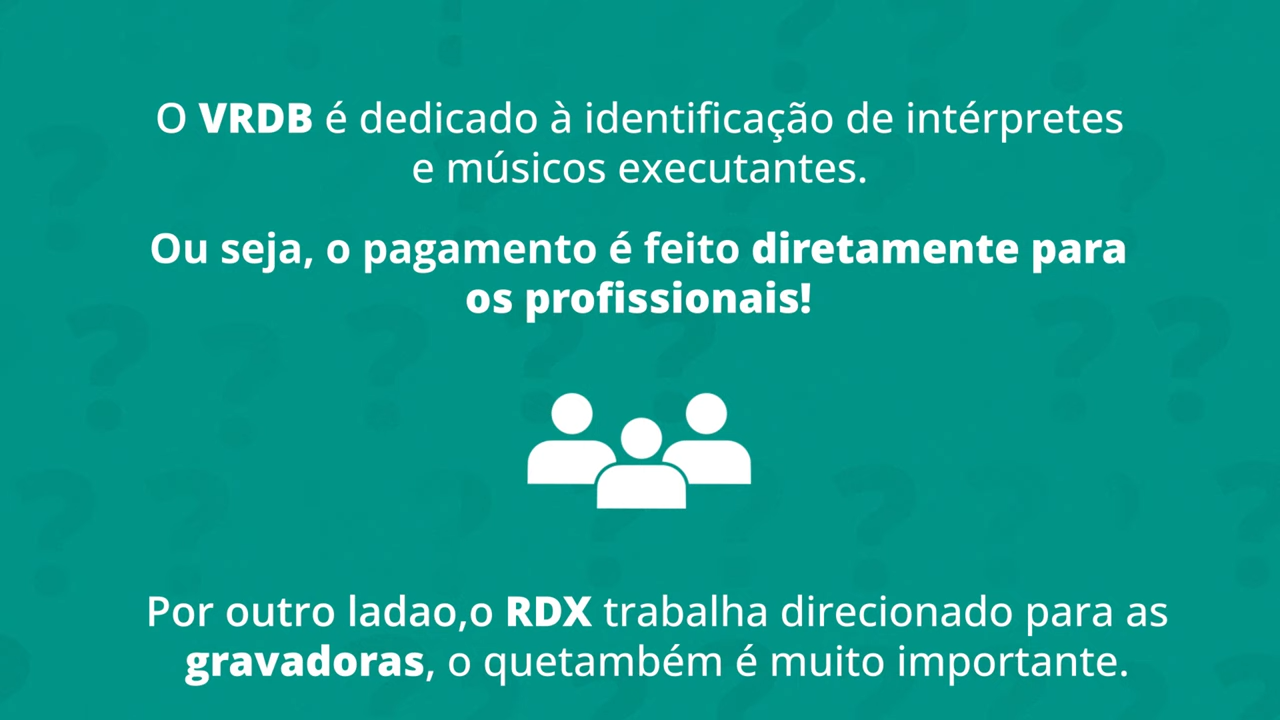 O VRDB é dedicado à identificação de intérpretes
e músicos executantes.
Ou seja, o pagamento é feito diretamente para
os profissionais!
Por outro ladao,o RDX trabalha direcionado para as
gravadoras, o quetambém é muito importante.